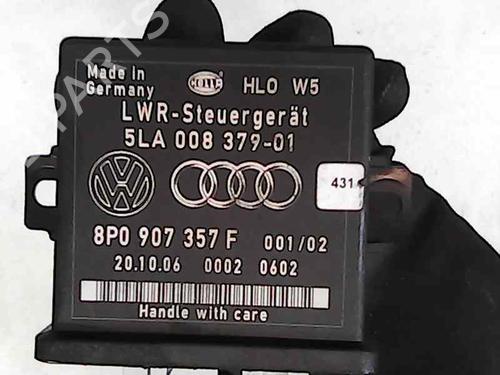 Made in
Germany
HLO W5
LWR-Steuergerät
5LA 008 379-01
431
8P0 907 357 F 001/02
20.10.06 0002 0602
Handle with care